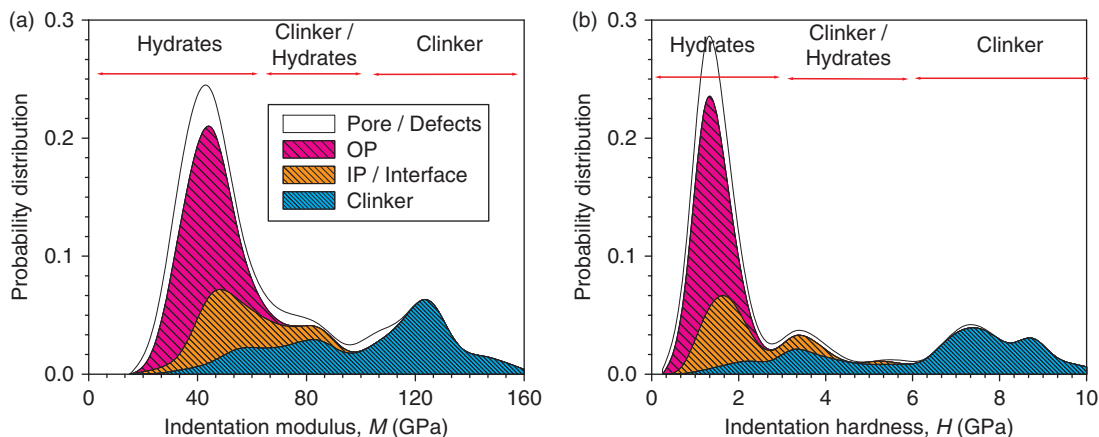 (a)
0.3
0.2
0.1
0.0
Probability distribution
Hydrates
Clinker /
Hydrates
Clinker
Pore / Defects
OP
IP / Interface
Clinker
0 40 80 120 160
Indentation modulus, M (GPa)
(b)
0.3
0.2
0.1
0.0
Probability distribution
Hydrates
Clinker /
Hydrates
Clinker
0 2 4 6 8 10
Indentation hardness, H (GPa)